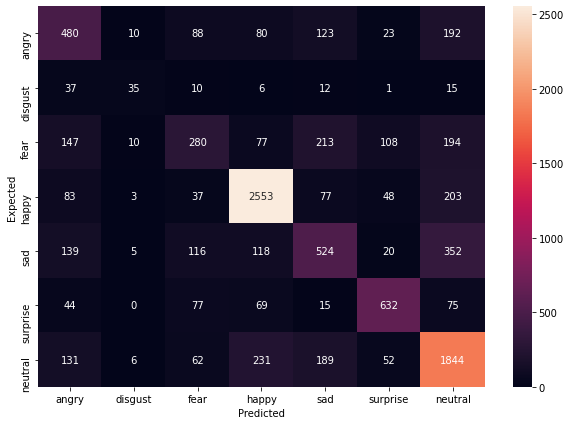 angry 480 10 88 80 123 23 192
disgust 37 35 10 6 12 1 15
fear 147 10 280 77 213 108 194
happy 83 3 37 2553 77 48 203
sad 139 5 116 118 524 20 352
surprise 44 0 77 69 15 632 75
neutral 131 6 62 231 189 52 1844
angry disgust fear happy sad surprise neutral
Predicted
Expected
2500
2000
1500
1000
500
0